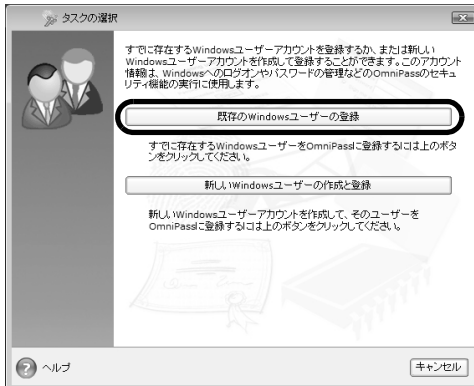 タスクの選択
すでに存在するWindowsユーザーアカウントを登録するか、または新しい
Windowsユーザーアカウントを作成して登録することができます。このアカウント
情報は、Windowsへのログオンやパスワードの管理などのOmniPassのセキュ
リティ機能の実行に使用します。
既存のWindowsユーザーの登録
すでに存在するWindowsユーザーをOmniPassに登録するには上のボタ
ンをクリックしてください。
新しいWindowsユーザーの作成と登録
新しいWindowsユーザーアカウントを作成して、そのユーザーを
OmniPassに登録するには上のボタンをクリックしてください。
ヘルプ
キャンセル